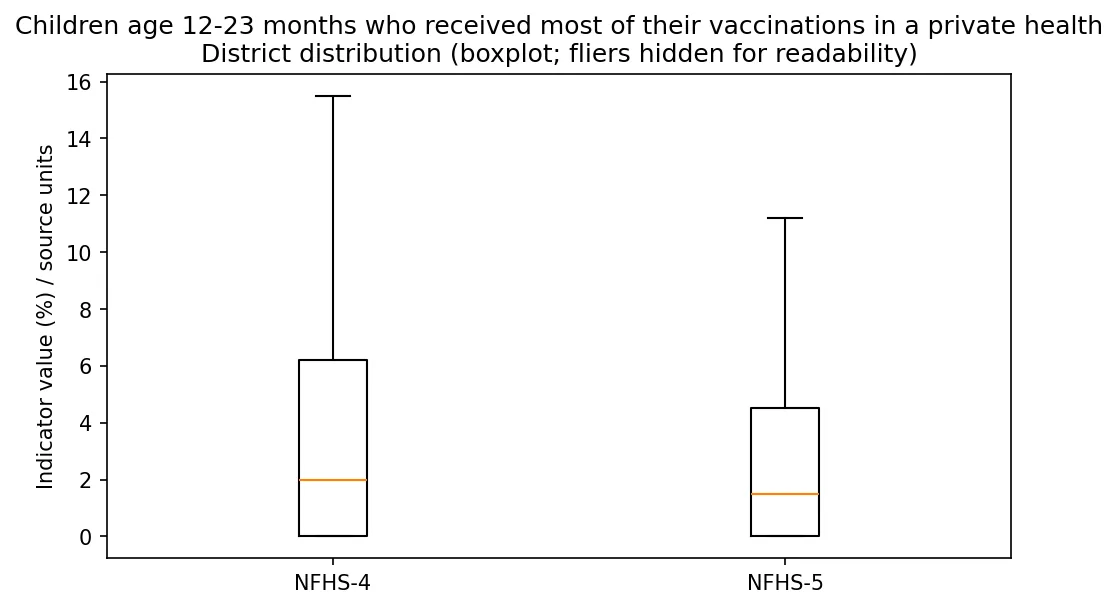 Children age 12-23 months who received most of their vaccinations in a private health
District distribution (boxplot; fliers hidden for readability)
Indicator value (%) / source units
16
14
12
10
8
6
4
2
0
NFHS-4
NFHS-5